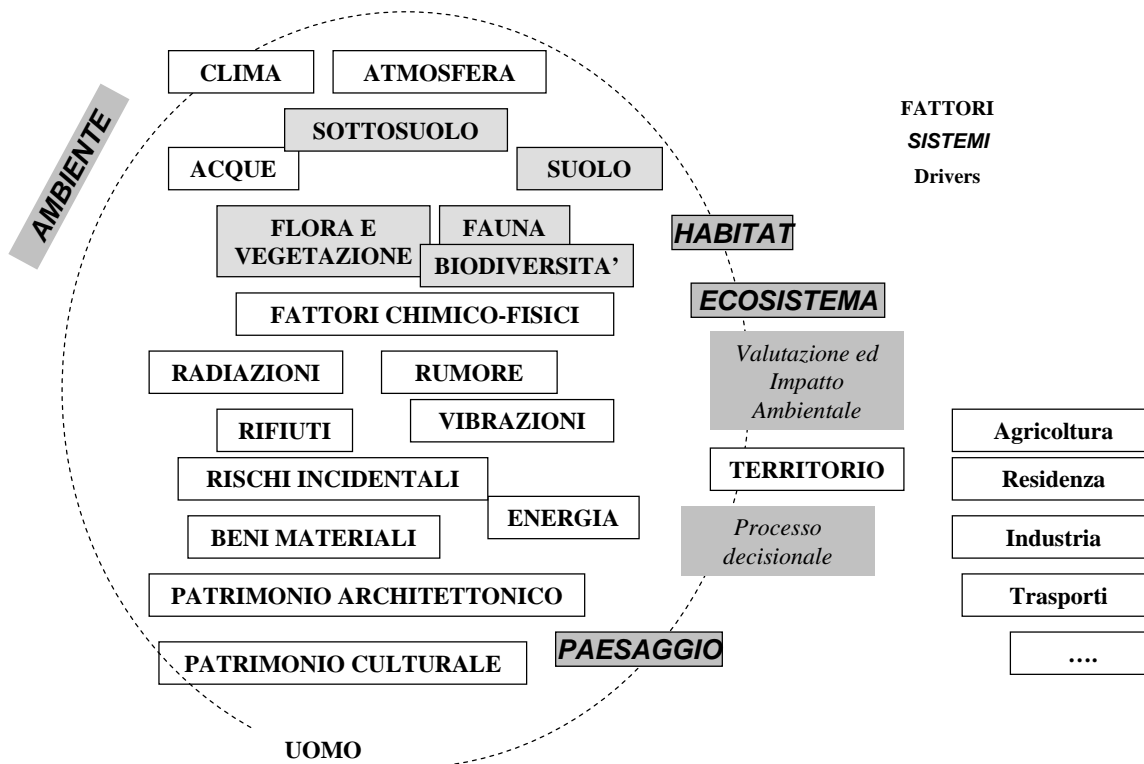 CLIMA
ATMOSFERA
AMBIENTE
SOTTOSUOLO
ACQUE
SUOLO
FLORA E
VEGETAZIONE
FAUNA
BIODIVERSITA’
HABITAT
FATTORI CHIMICO-FISICI
ECOSISTEMA
RADIAZIONI
RUMORE
Valutazione ed
Impatto
Ambientale
RIFIUTI
VIBRAZIONI
RISCHI INCIDENTALI
TERRITORIO
ENERGIA
BENI MATERIALI
Processo
decisionale
PATRIMONIO ARCHITETTONICO
PATRIMONIO CULTURALE
PAESAGGIO
UOMO
FATTORI
SISTEMI
Drivers
Agricoltura
Residenza
Industria
Trasporti
….